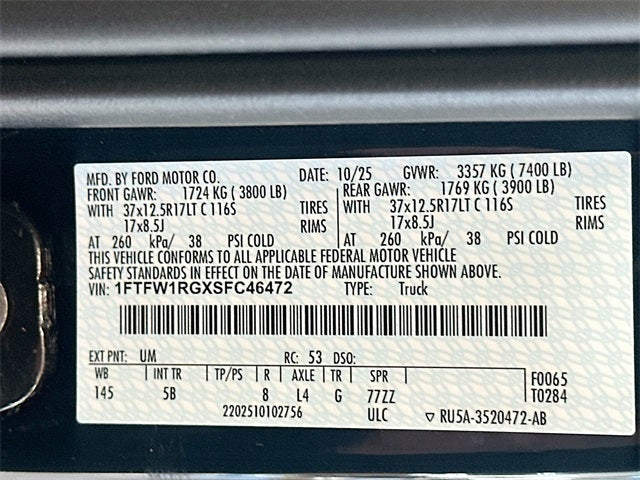 MFD. BY FORD MOTOR CO. DATE: 10/25 GVWR: 3357 KG ( 7400 LB)
FRONT GAWR: 1724 KG ( 3800 LB) REAR GAWR: 1769 KG ( 3900 LB)
WITH 37x12.5R17LT C 116S TIRES WITH 37x12.5R17LT C 116S TIRES
17x8.5J RIMS 17x8.5J RIMS
AT 260 kPa/ 38 PSI COLD AT 260 kPa/ 38 PSI COLD
THIS VEHICLE CONFORMS TO ALL APPLICABLE FEDERAL MOTOR VEHICLE
SAFETY STANDARDS IN EFFECT ON THE DATE OF MANUFACTURE SHOWN ABOVE.
VIN: 1FTFW1RGXSFC46472 TYPE: Truck
EXT PNT: UM RC: 53 DSO:
WB INT TR TP/PS R AXLE TR SPR F0065
145 5B 8 L4 G 77ZZ T0284
2202510102756 ULC RU5A-3520472-AB